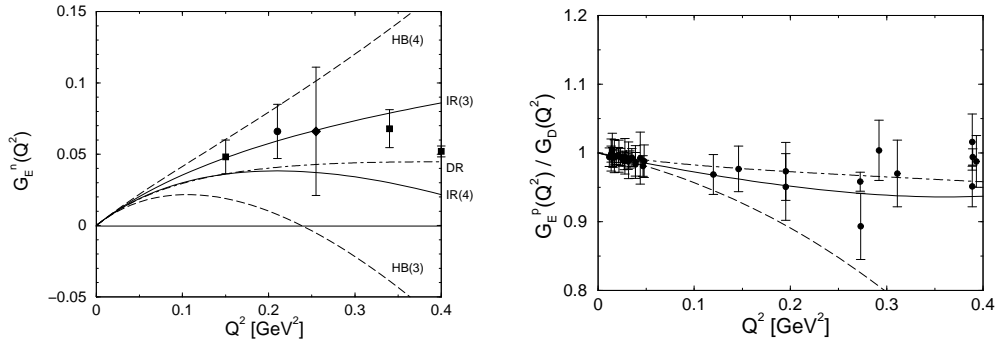 0.15
0.1
0.05
0
−0.05
G_E^n(Q^2)
HB(4)
IR(3)
DR
IR(4)
HB(3)
0 0.1 0.2 0.3 0.4
Q^2 [GeV^2]
1.2
1.1
1
0.9
0.8
G_E^p(Q^2) / G_D(Q^2)
0 0.1 0.2 0.3 0.4
Q^2 [GeV^2]